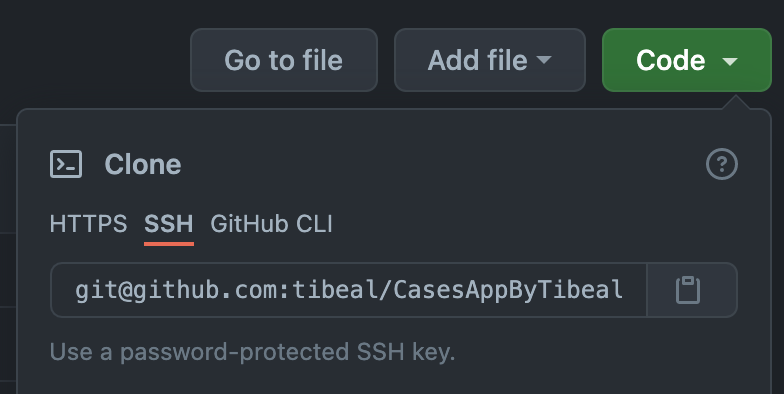 Go to file Add file Code
Clone
HTTPS SSH GitHub CLI
git@github.com:tibeal/CasesAppByTibeal
Use a password-protected SSH key.